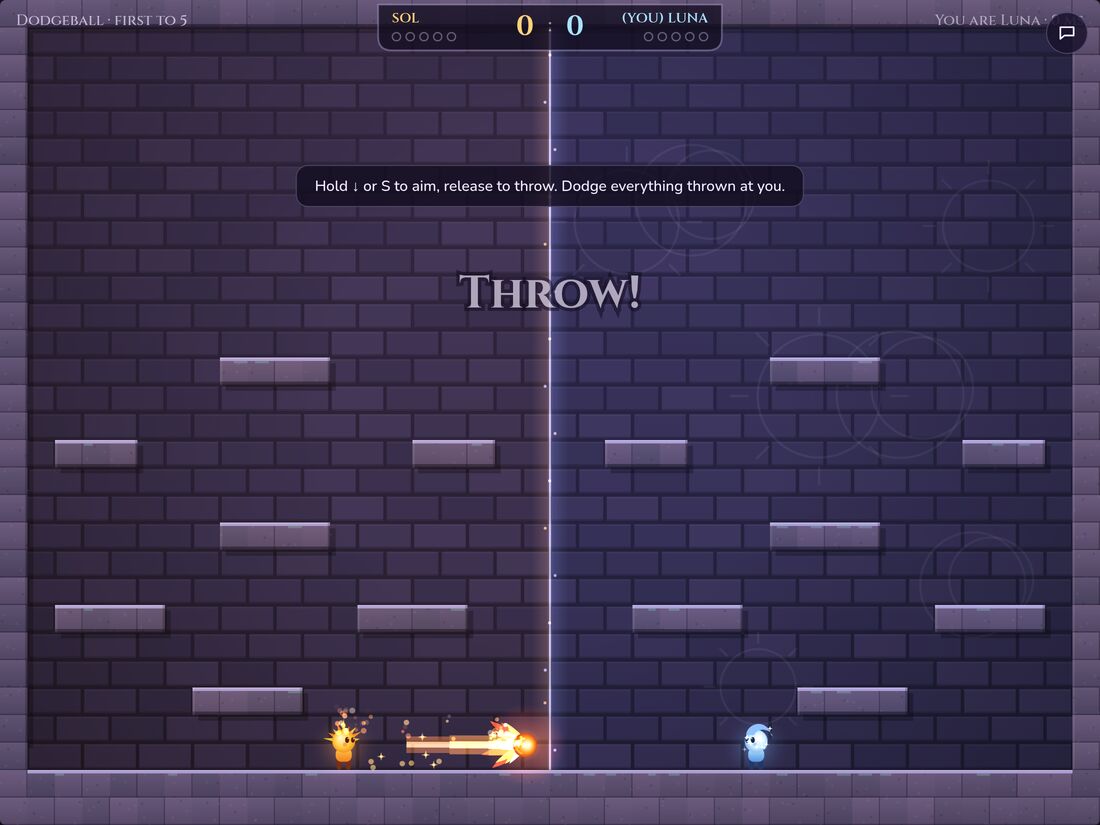 Dodgeball · first to 5
SOL
0 : 0
(YOU) LUNA
You are Luna ·
Hold ↓ or S to aim, release to throw. Dodge everything thrown at you.
Throw!